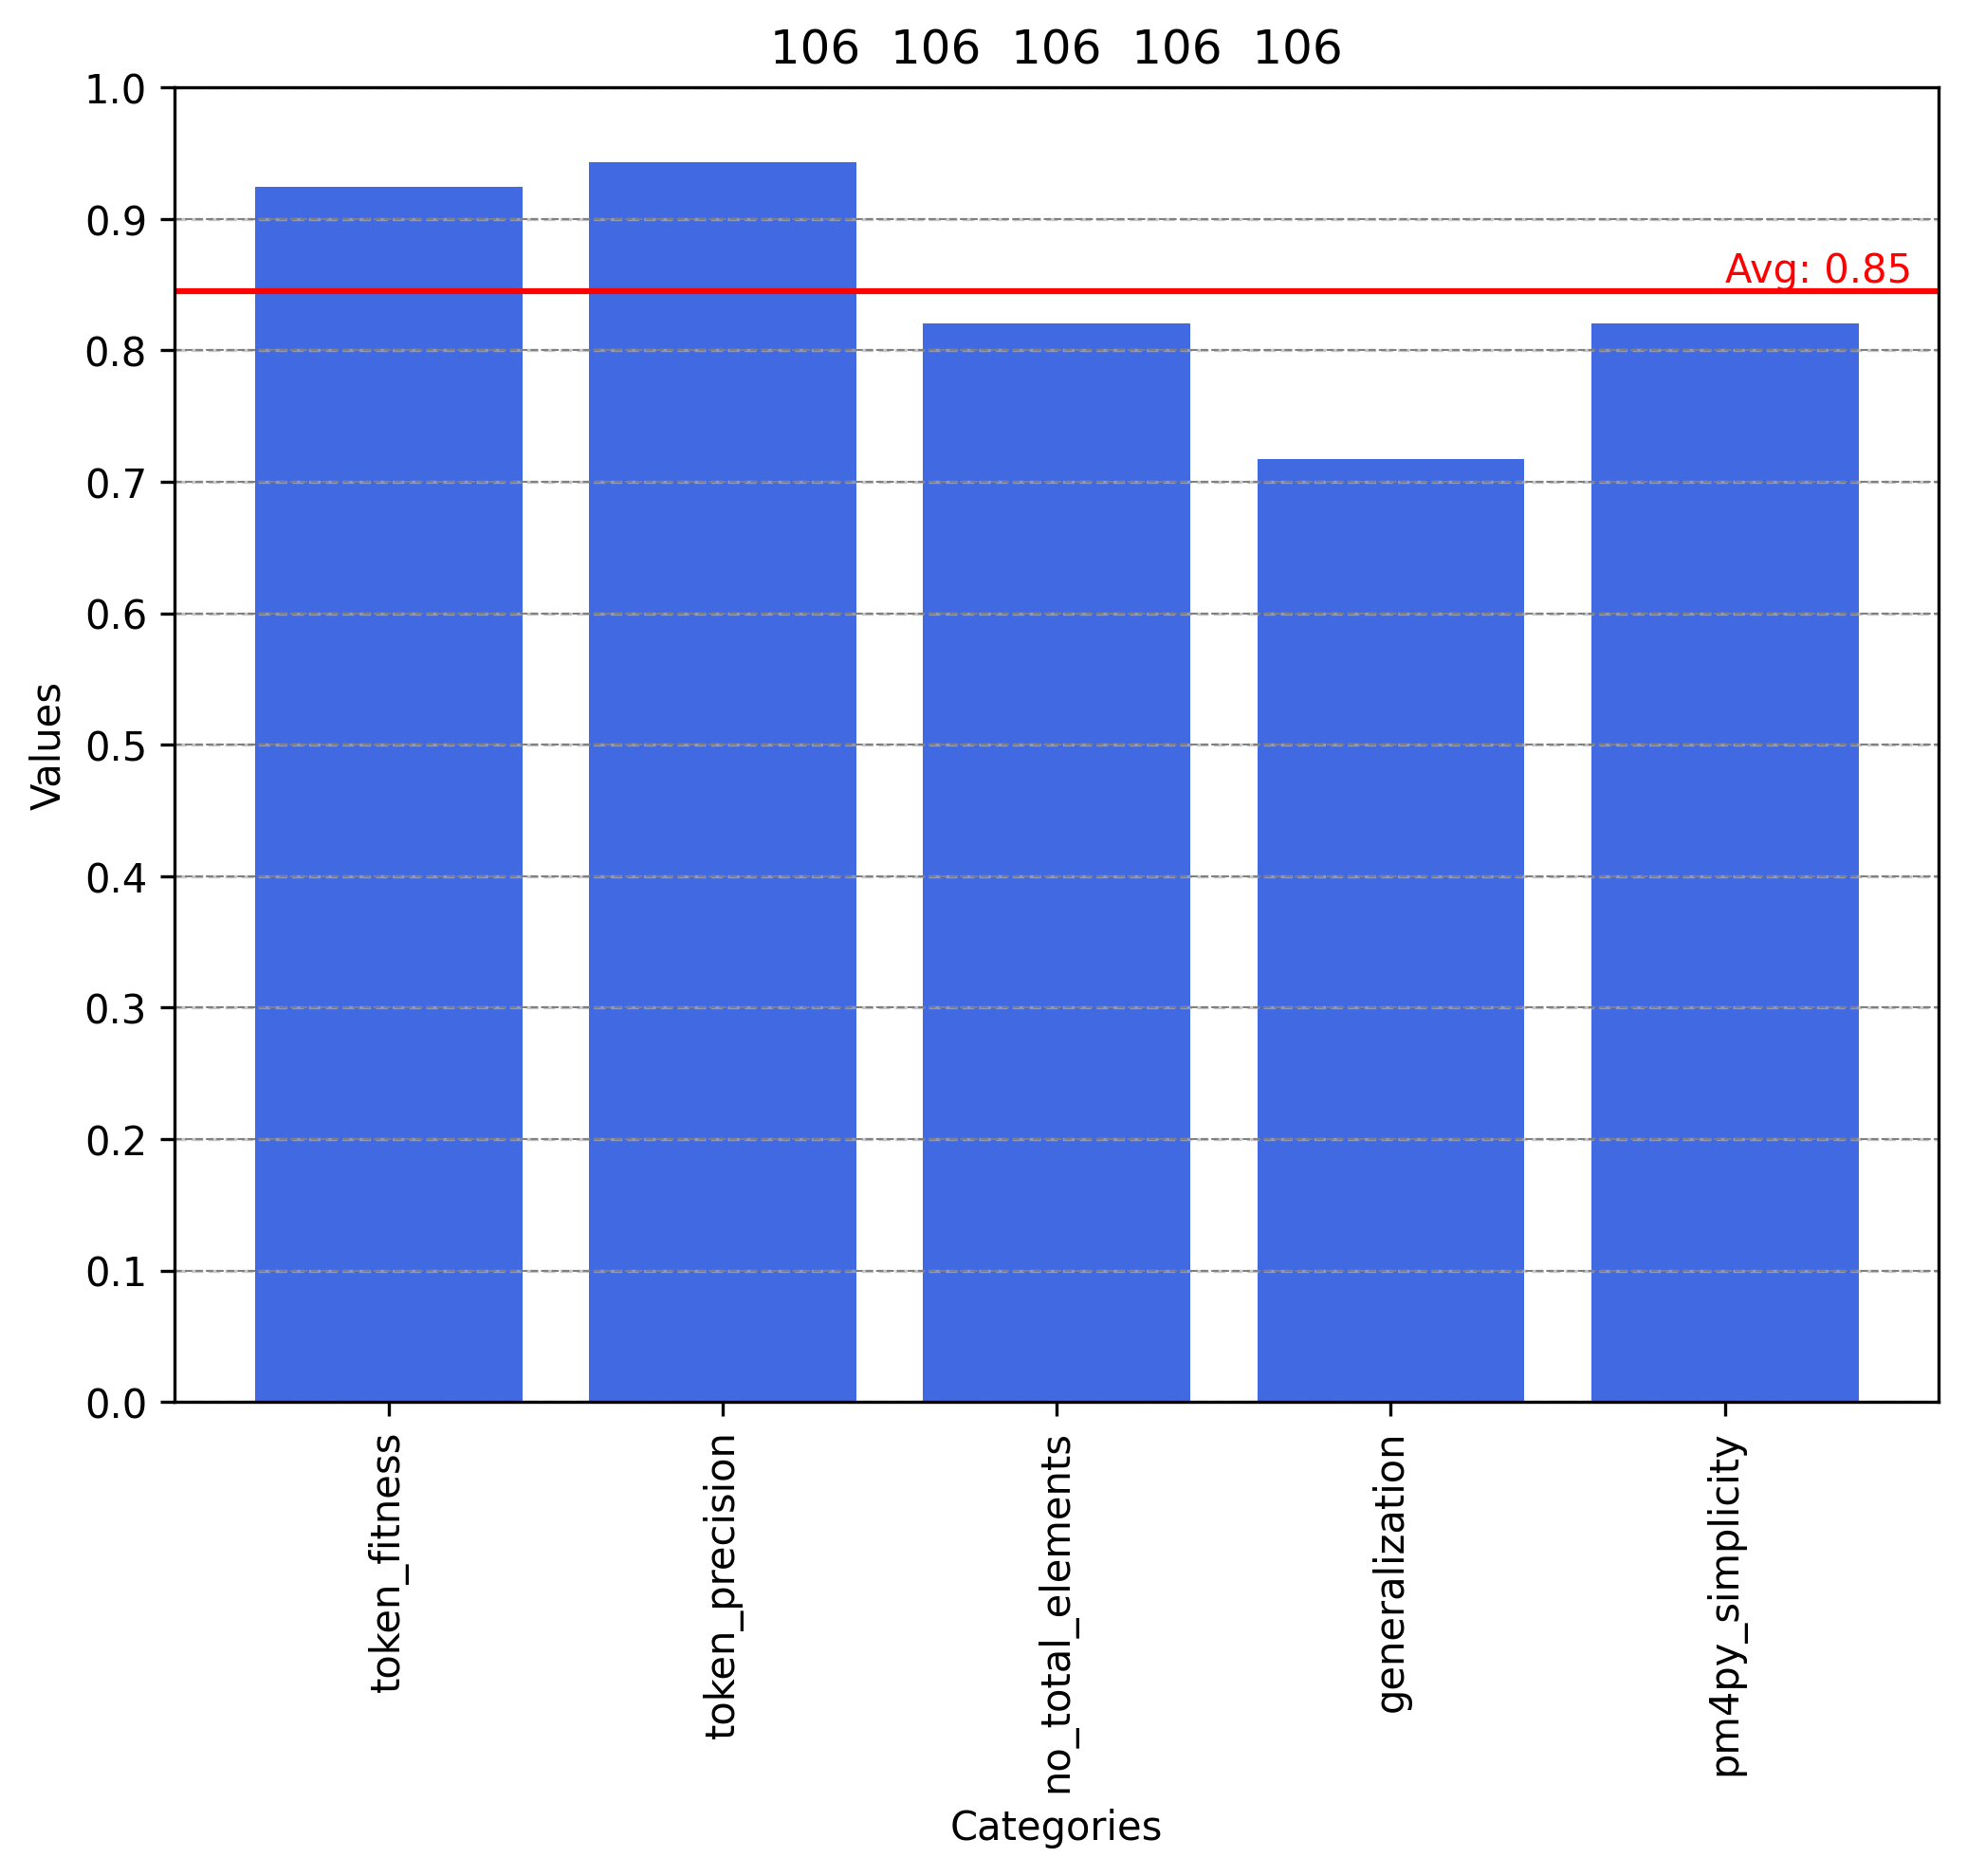 106 106 106 106 106
1.0
0.9
0.8
0.7
0.6
0.5
0.4
0.3
0.2
0.1
0.0
Values
Avg: 0.85
token_fitness
token_precision
no_total_elements
generalization
pm4py_simplicity
Categories